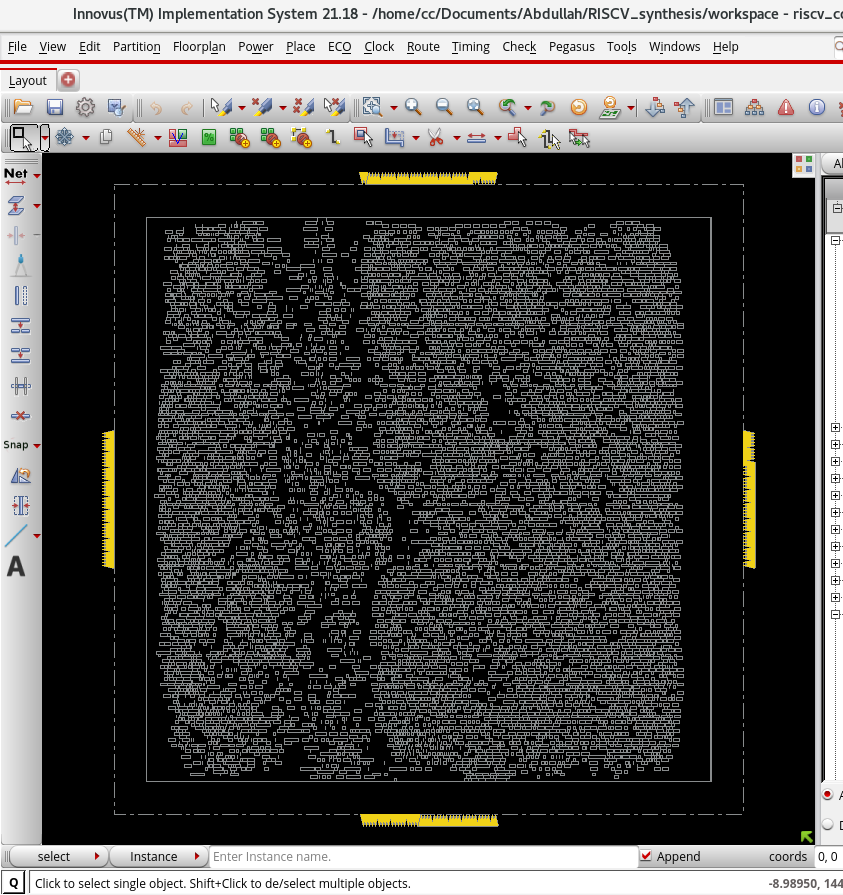 Innovus(TM) Implementation System 21.18 - /home/cc/Documents/Abdullah/RISCV_synthesis/workspace - riscv_co
File View Edit Partition Floorplan Power Place ECO Clock Route Timing Check Pegasus Tools Windows Help
Layout
Net
Snap
A
select Instance Enter Instance name. Append coords 0, 0
Q Click to select single object. Shift+Click to de/select multiple objects. -8.98950, 144